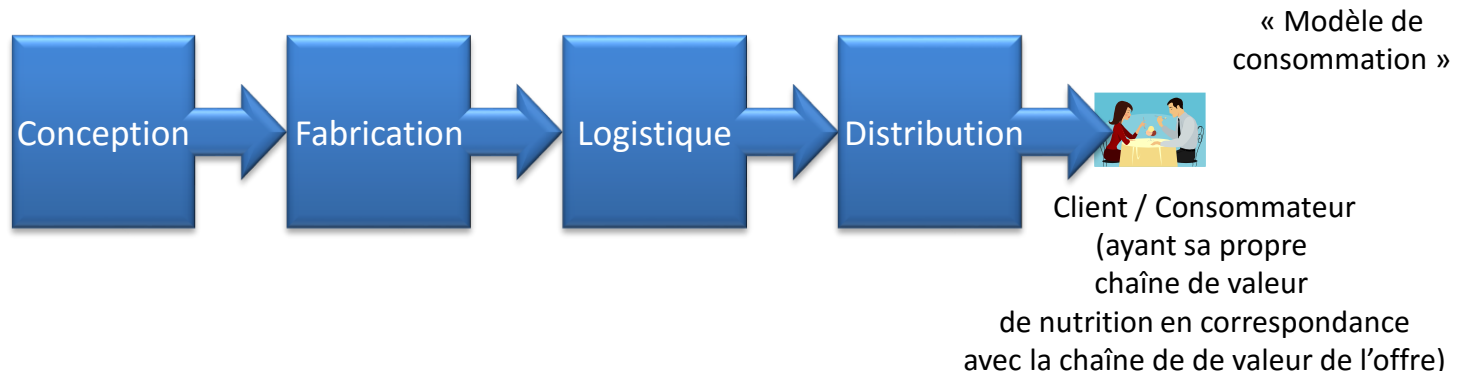 « Modèle de
consommation »
Conception
Fabrication
Logistique
Distribution
Client / Consommateur
(ayant sa propre
chaîne de valeur
de nutrition en correspondance
avec la chaîne de de valeur de l'offre)